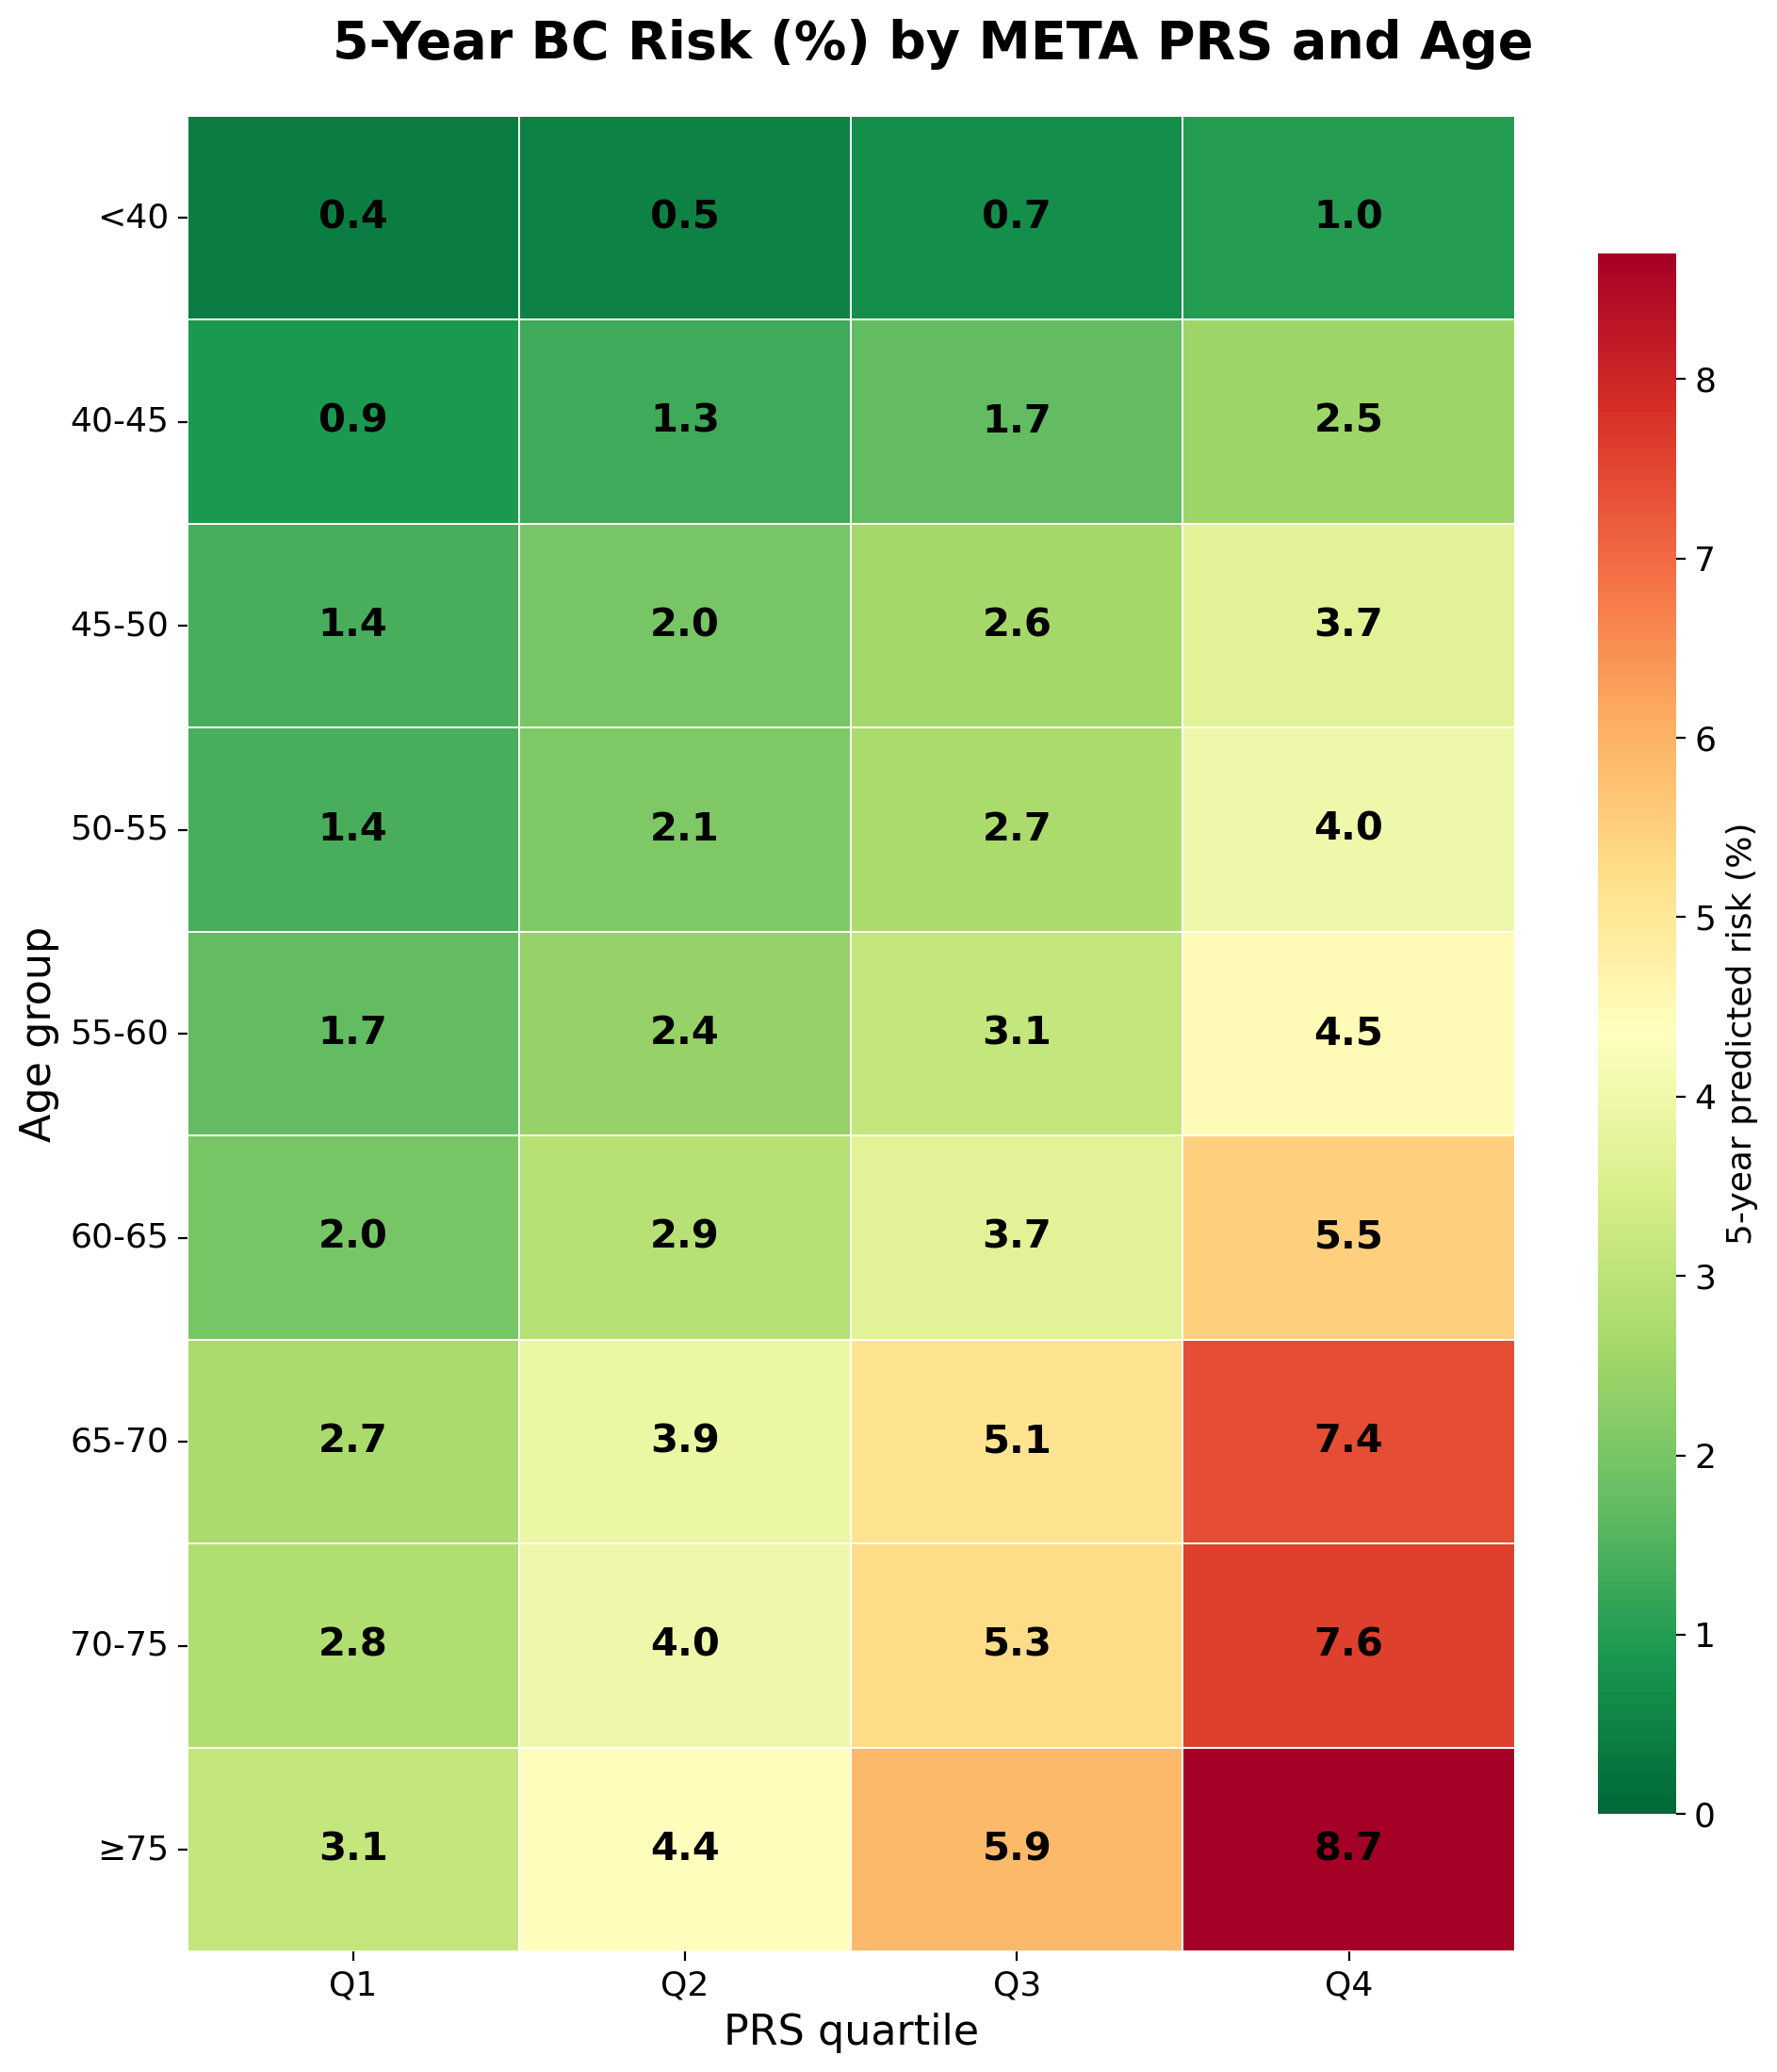 5-Year BC Risk (%) by META PRS and Age
<40 0.4 0.5 0.7 1.0
40-45 0.9 1.3 1.7 2.5
45-50 1.4 2.0 2.6 3.7
50-55 1.4 2.1 2.7 4.0
55-60 1.7 2.4 3.1 4.5
60-65 2.0 2.9 3.7 5.5
65-70 2.7 3.9 5.1 7.4
70-75 2.8 4.0 5.3 7.6
≥75 3.1 4.4 5.9 8.7
Q1 Q2 Q3 Q4
PRS quartile
Age group
8
7
6
5
4
3
2
1
0
5-year predicted risk (%)